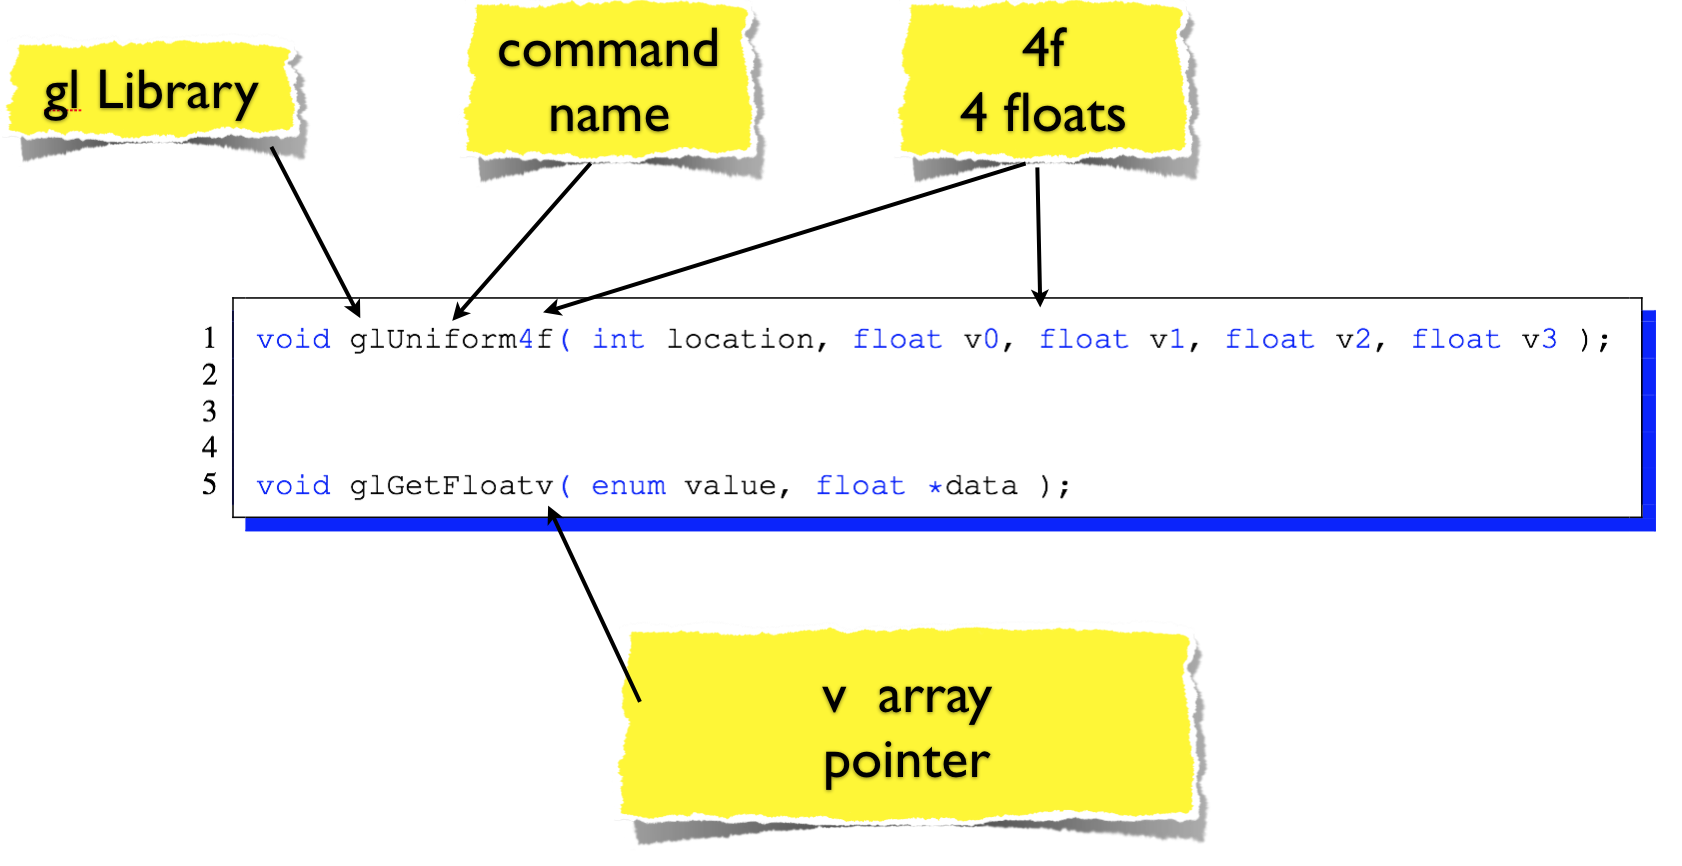 gl Library
command
name
4f
4 floats
1 void glUniform4f( int location, float v0, float v1, float v2, float v3 );
2
3
4
5 void glGetFloatv( enum value, float *data );
v array
pointer